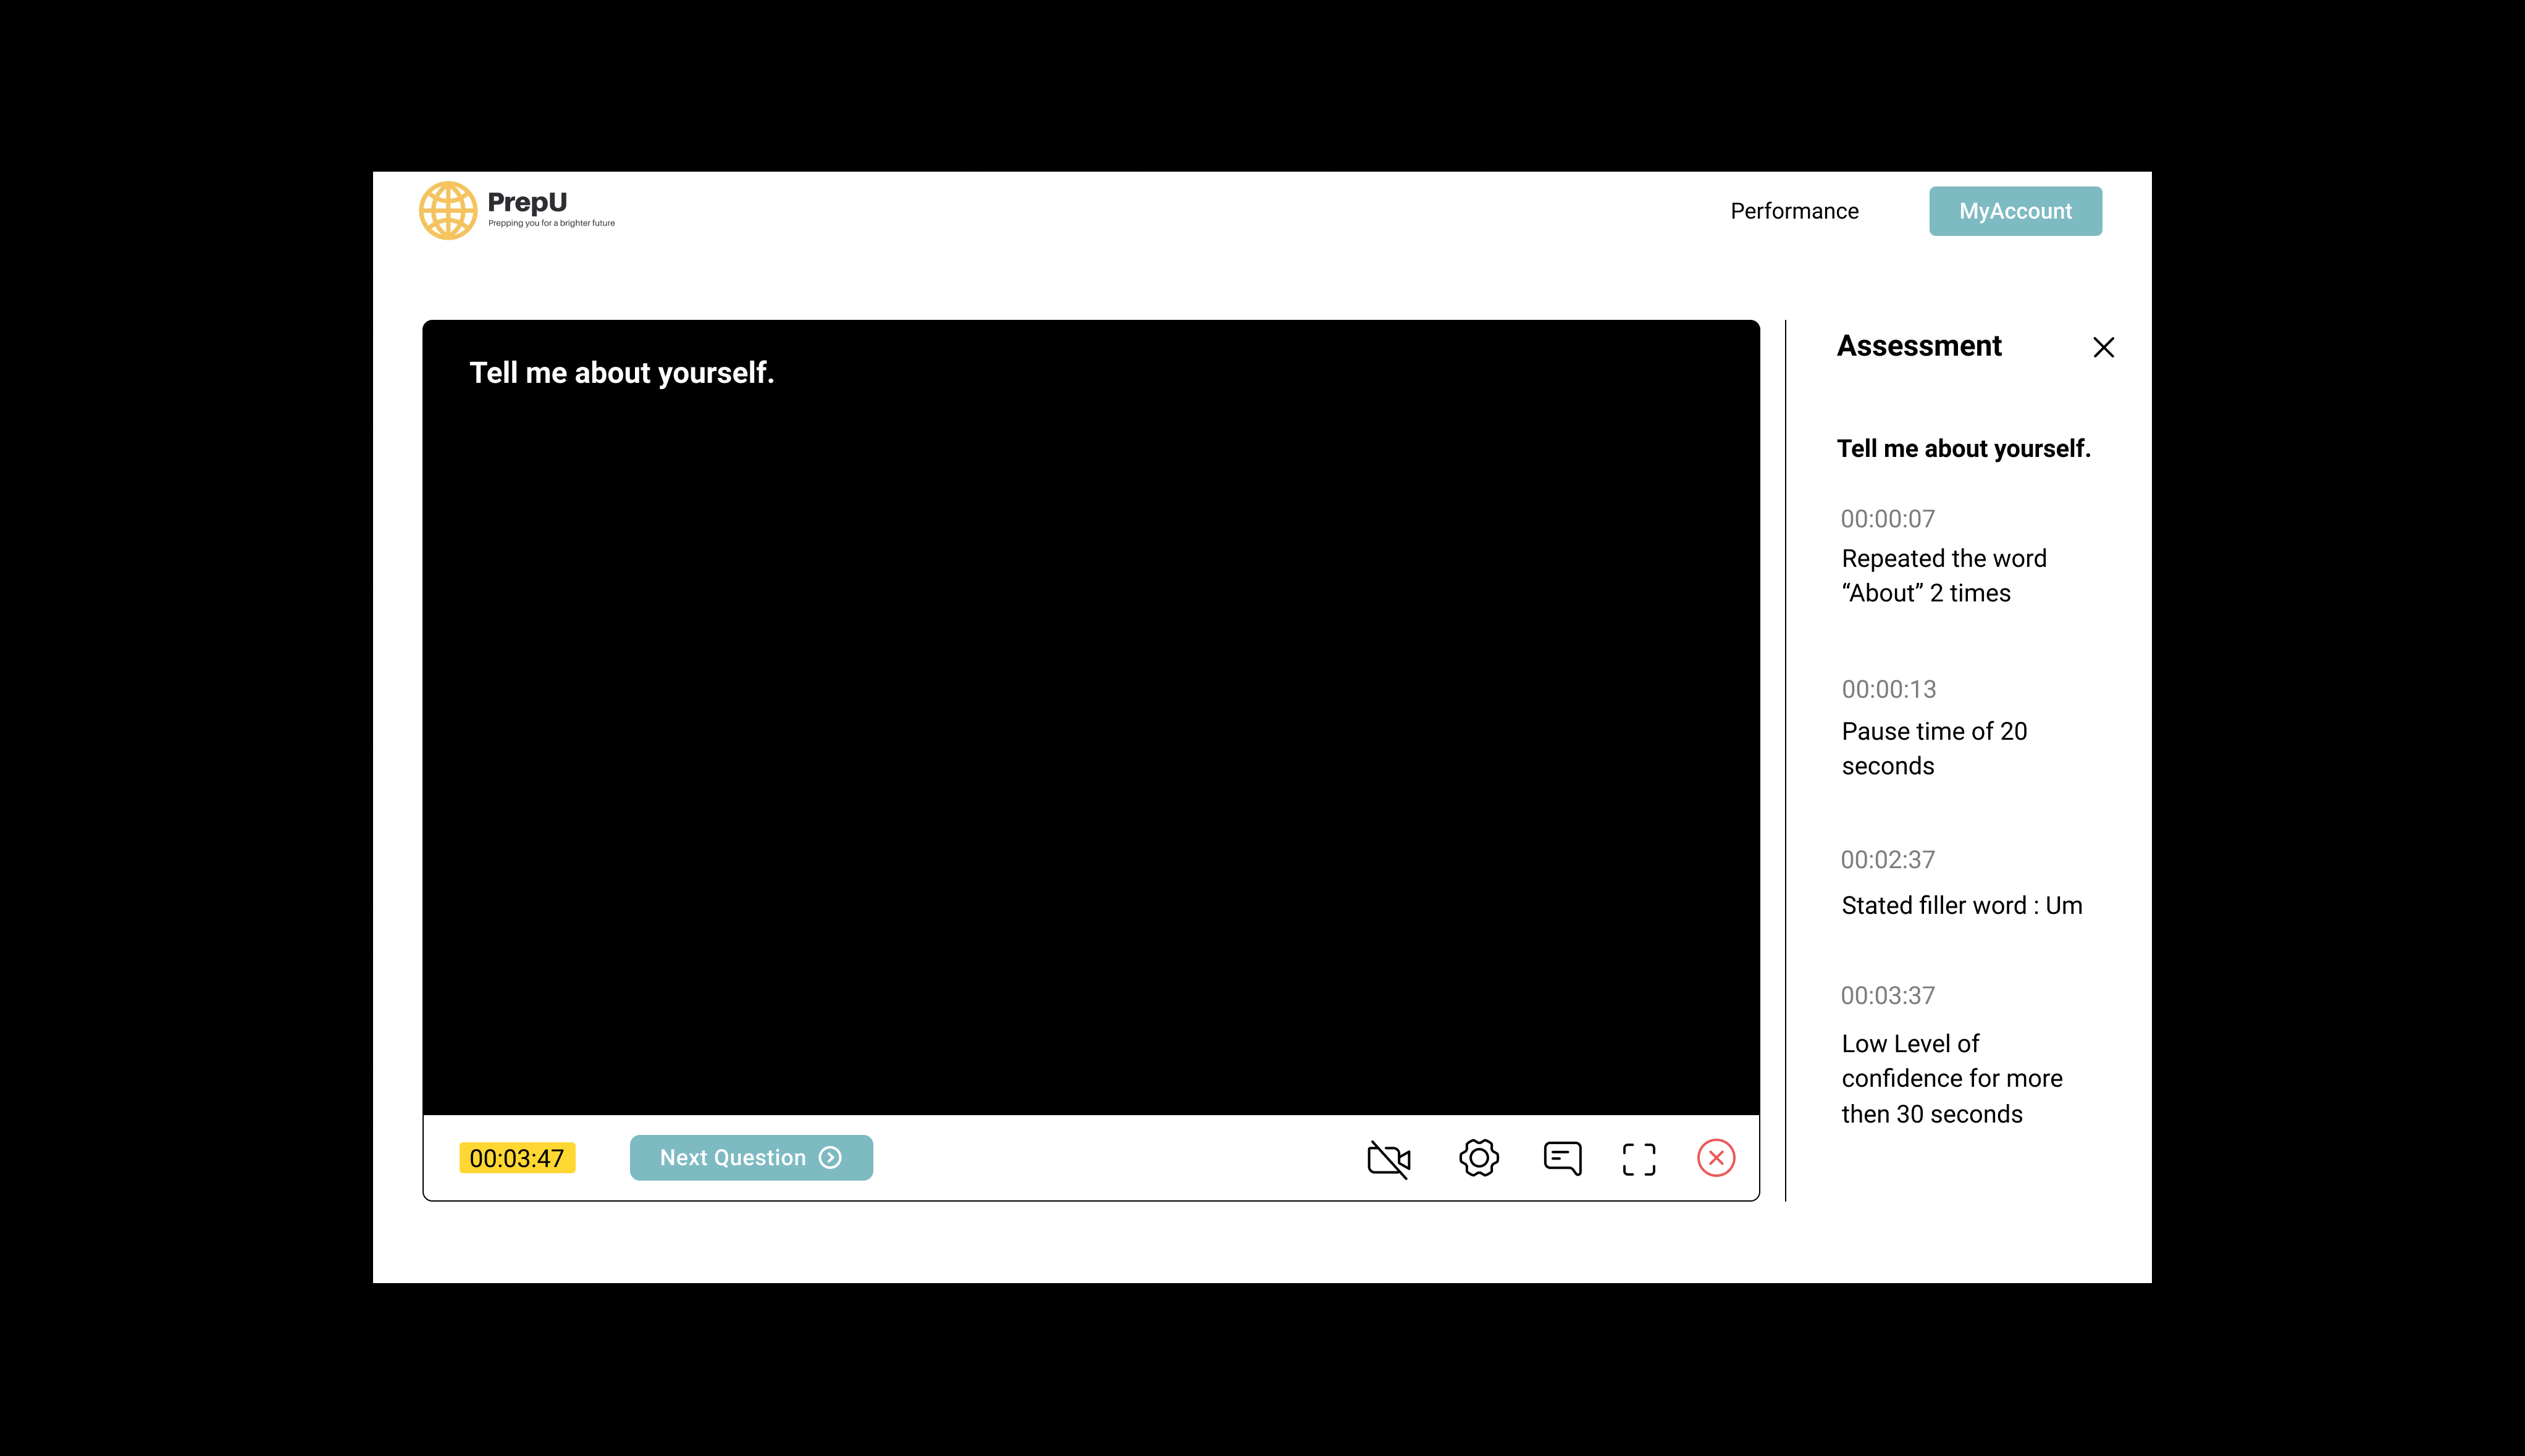 PrepU
Prepping you for a brighter future
Performance
MyAccount
Tell me about yourself.
00:03:47
Next Question
Assessment
Tell me about yourself.
00:00:07
Repeated the word
“About” 2 times
00:00:13
Pause time of 20
seconds
00:02:37
Stated filler word : Um
00:03:37
Low Level of
confidence for more
then 30 seconds